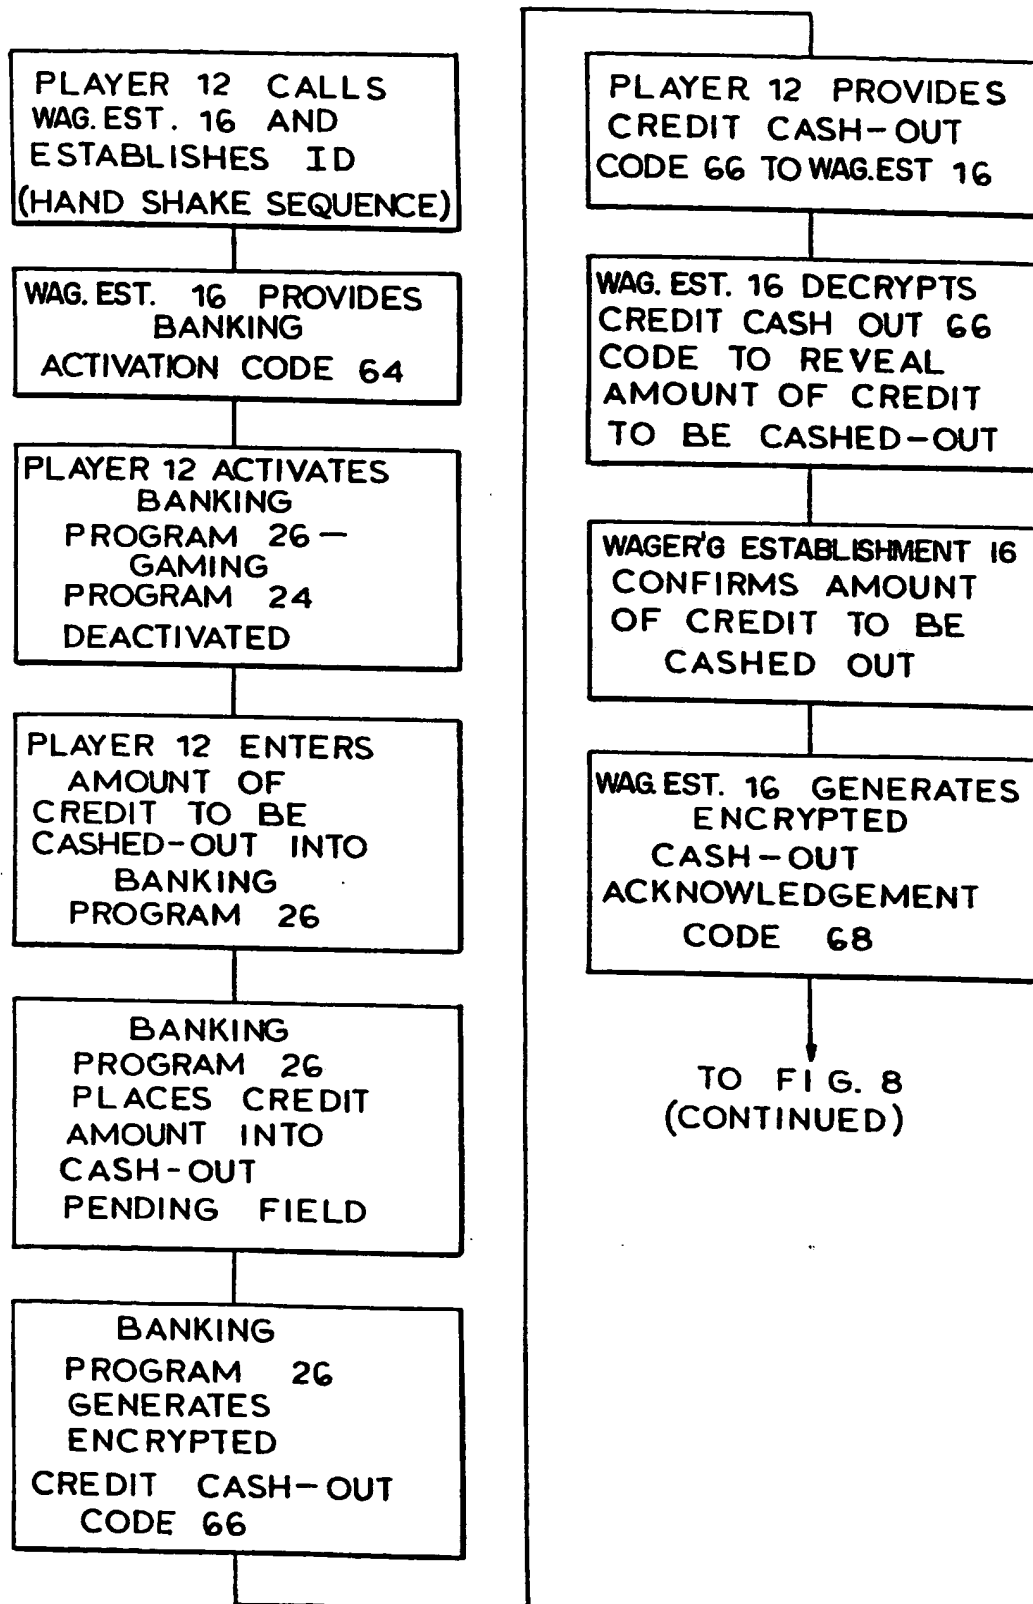 PLAYER 12 CALLS
WAG. EST. 16 AND
ESTABLISHES ID
(HAND SHAKE SEQUENCE)
WAG. EST. 16 PROVIDES
BANKING
ACTIVATION CODE 64
PLAYER 12 ACTIVATES
BANKING
PROGRAM 26 —
GAMING
PROGRAM 24
DEACTIVATED
PLAYER 12 ENTERS
AMOUNT OF
CREDIT TO BE
CASHED-OUT INTO
BANKING
PROGRAM 26
BANKING
PROGRAM 26
PLACES CREDIT
AMOUNT INTO
CASH-OUT
PENDING FIELD
BANKING
PROGRAM 26
GENERATES
ENCRYPTED
CREDIT CASH-OUT
CODE 66
PLAYER 12 PROVIDES
CREDIT CASH-OUT
CODE 66 TO WAG.EST 16
WAG. EST. 16 DECRYPTS
CREDIT CASH OUT 66
CODE TO REVEAL
AMOUNT OF CREDIT
TO BE CASHED-OUT
WAGER'G ESTABLISHMENT 16
CONFIRMS AMOUNT
OF CREDIT TO BE
CASHED OUT
WAG. EST. 16 GENERATES
ENCRYPTED
CASH-OUT
ACKNOWLEDGEMENT
CODE 68
TO FIG. 8
(CONTINUED)